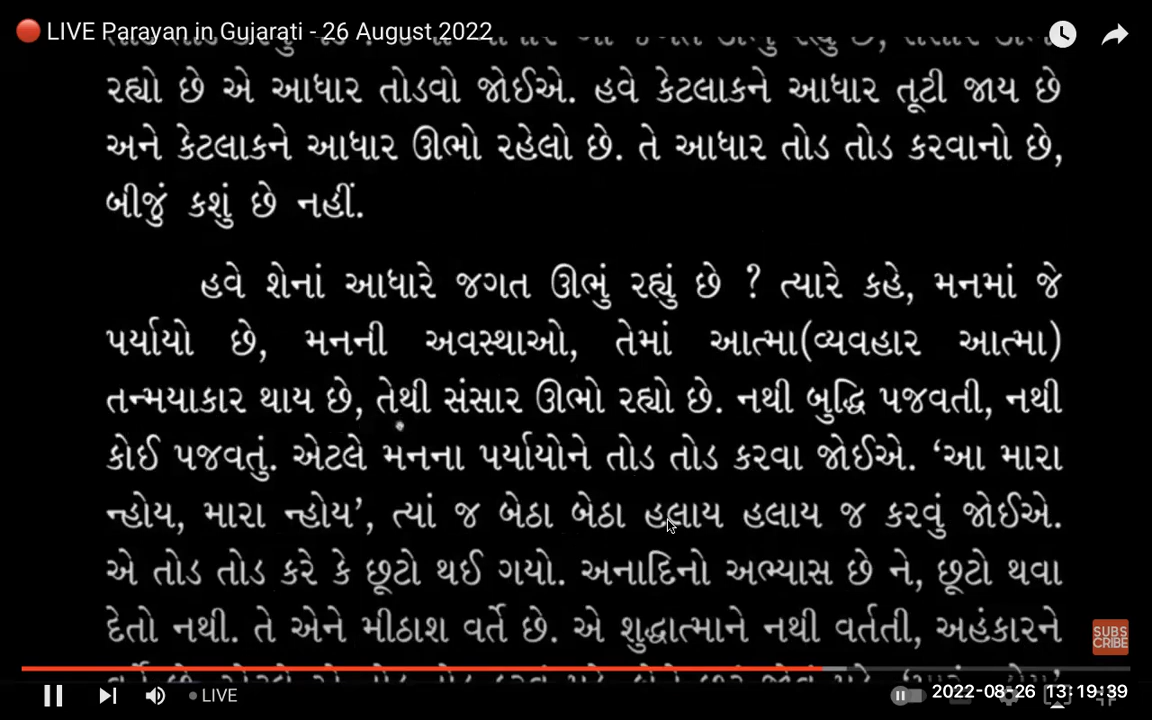 LIVE Parayan in Gujarati - 26 August 2022
રહ્યો છે એ આધાર તોડવો જોઈએ. હવે કેટલાકને આધાર તૂટી જાય છે
અને કેટલાકને આધાર ઊભો રહેલો છે. તે આધાર તોડ તોડ કરવાનો છે,
બીજું કશું છે નહીં.
હવે શેનાં આધારે જગત ઊભું રહ્યું છે ? ત્યારે કહે, મનમાં જે
પર્યાયો છે, મનની અવસ્થાઓ, તેમાં આત્મા(વ્યવહાર આત્મા)
તન્મયાકાર થાય છે, તેથી સંસાર ઊભો રહ્યો છે. નથી બુદ્ધિ પજવતી, નથી
કોઈ પજવતું. એટલે મનના પર્યાયોને તોડ તોડ કરવા જોઈએ. ‘આ મારા
ન્હોય, મારા ન્હોય’, ત્યાં જ બેઠા બેઠા હલાય હલાય જ કરવું જોઈએ.
એ તોડ તોડ કરે કે છૂટો થઈ ગયો. અનાદિનો અભ્યાસ છે ને, છૂટો થવા
દેતો નથી. તે એને મીઠાશ વર્તે છે. એ શુદ્ધાત્માને નથી વર્તતી, અહંકારને
SUBSCRIBE
LIVE
2022-08-26 13:19:39